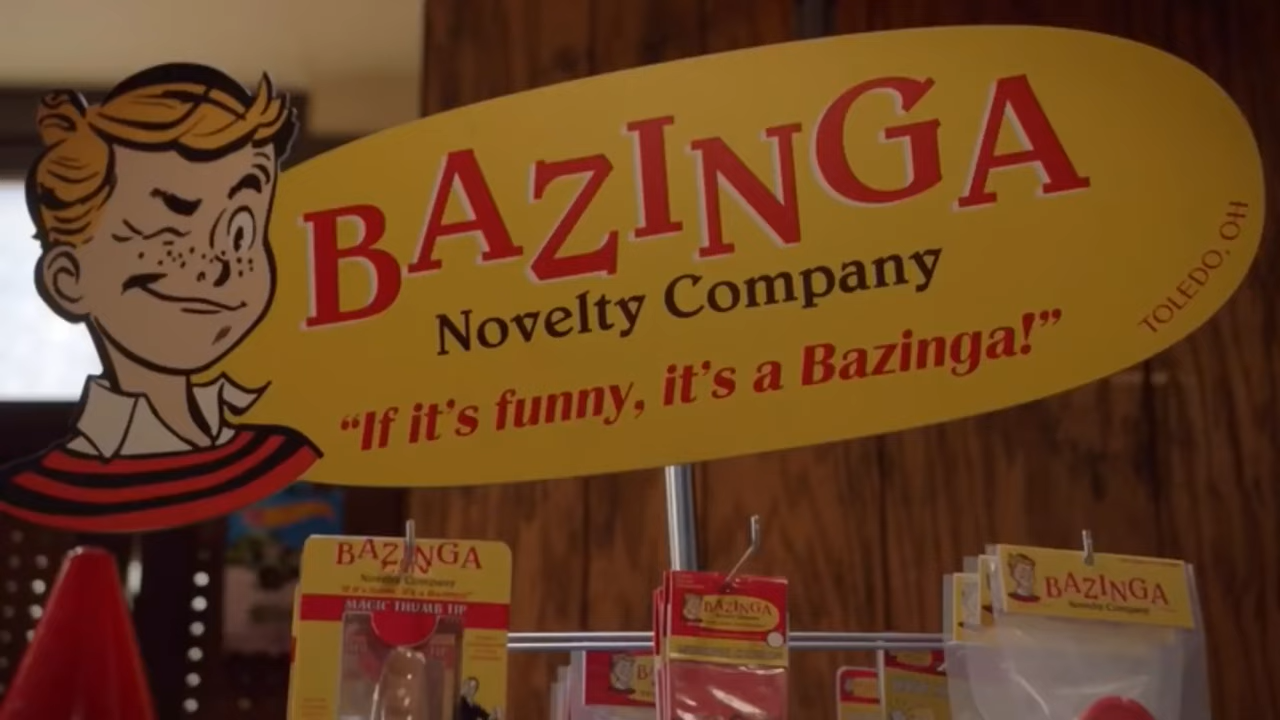 BAZINGA
Novelty Company
“If it's funny, it's a Bazinga!”
TOLEDO, OH
BAZINGA
Novelty Company
MAGIC THUMB TIP
BAZINGA
BAZINGA
Novelty Company